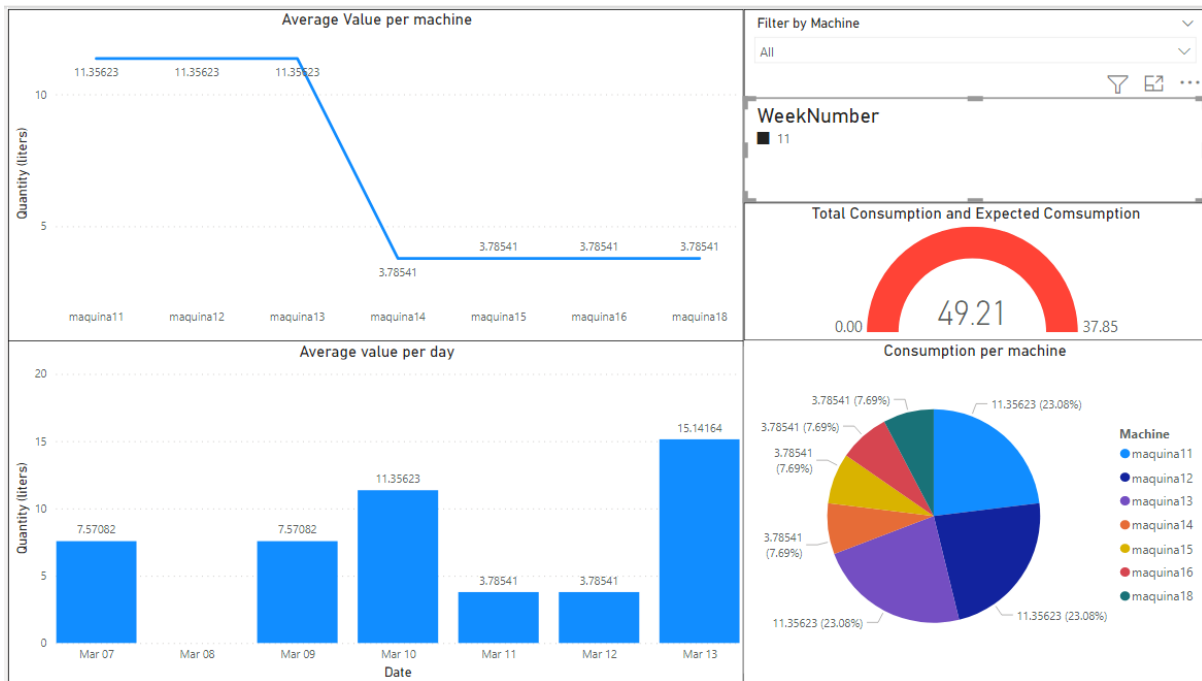 Average Value per machine
Quantity (liters)
10
5
11.35623
11.35623
11.35623
3.78541
3.78541
3.78541
3.78541
maquina11
maquina12
maquina13
maquina14
maquina15
maquina16
maquina18
Filter by Machine
All
WeekNumber
11
Total Consumption and Expected Comsumption
49.21
0.00
37.85
Average value per day
Quantity (liters)
20
15
10
5
0
7.57082
7.57082
11.35623
3.78541
3.78541
15.14164
Mar 07
Mar 08
Mar 09
Mar 10
Mar 11
Mar 12
Mar 13
Date
Consumption per machine
3.78541 (7.69%)
11.35623 (23.08%)
3.78541 (7.69%)
3.78541
(7.69%)
3.78541
(7.69%)
11.35623 (23.08%)
11.35623 (23.08%)
Machine
maquina11
maquina12
maquina13
maquina14
maquina15
maquina16
maquina18